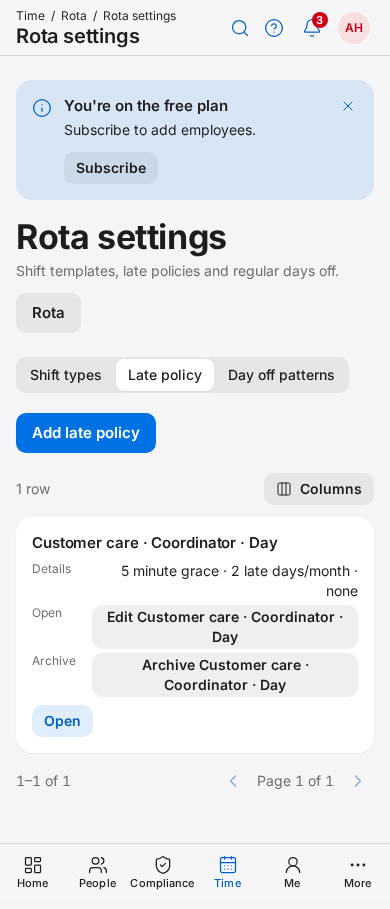 Time / Rota / Rota settings
Rota settings
3
AH
You're on the free plan
Subscribe to add employees.
Subscribe
Rota settings
Shift templates, late policies and regular days off.
Rota
Shift types Late policy Day off patterns
Add late policy
1 row
Columns
Customer care · Coordinator · Day
Details
5 minute grace · 2 late days/month ·
none
Open
Edit Customer care · Coordinator ·
Day
Archive
Archive Customer care ·
Coordinator · Day
Open
1–1 of 1
Page 1 of 1
Home People Compliance Time Me More